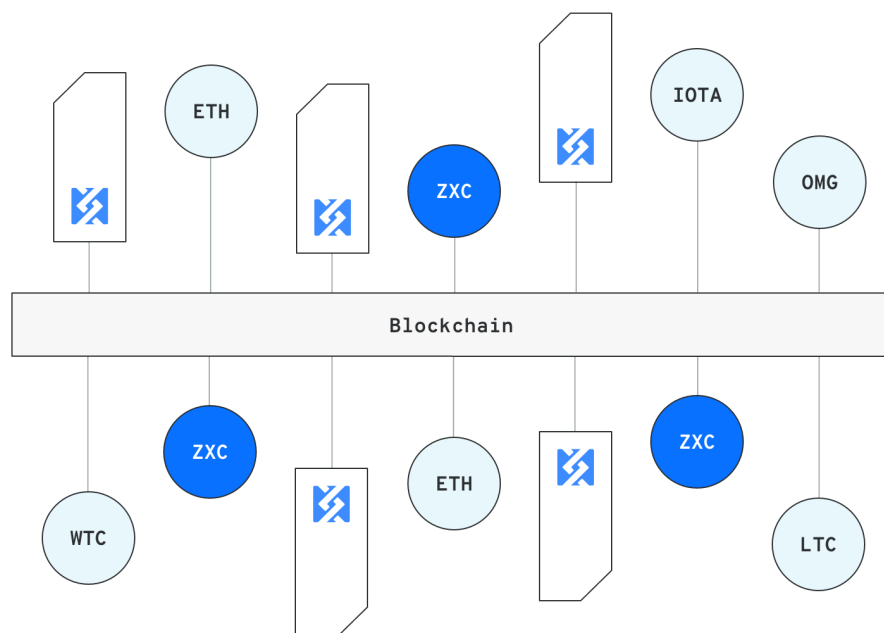 IOTA
ETH
OMG
ZXC
Blockchain
ZXC
ZXC
ETH
WTC
LTC